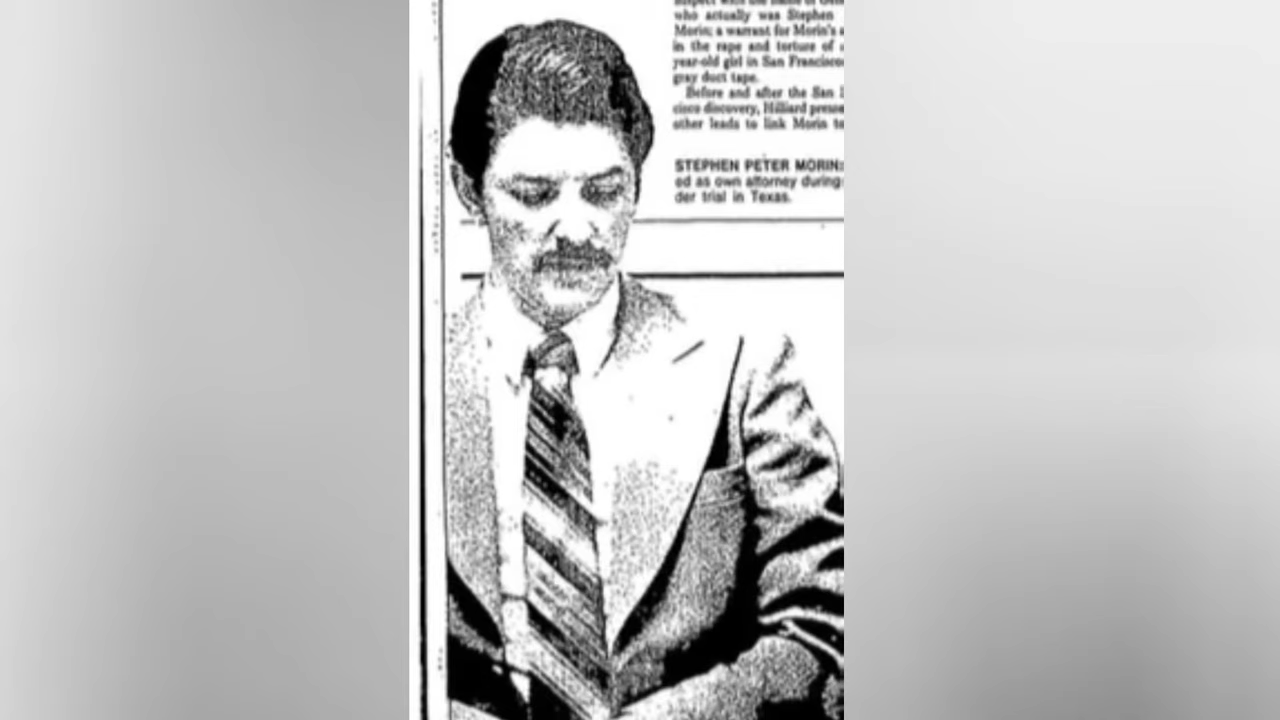 who actually was Stephen
Morin; a warrant for Morin's a
in the rape and torture of
year-old girl in San Francisco
gray duct tape.
Before and after the San
cisco discovery, Hilliard
other leads to link Morin to
STEPHEN PETER MORIN:
ed as own attorney during
der trial in Texas.